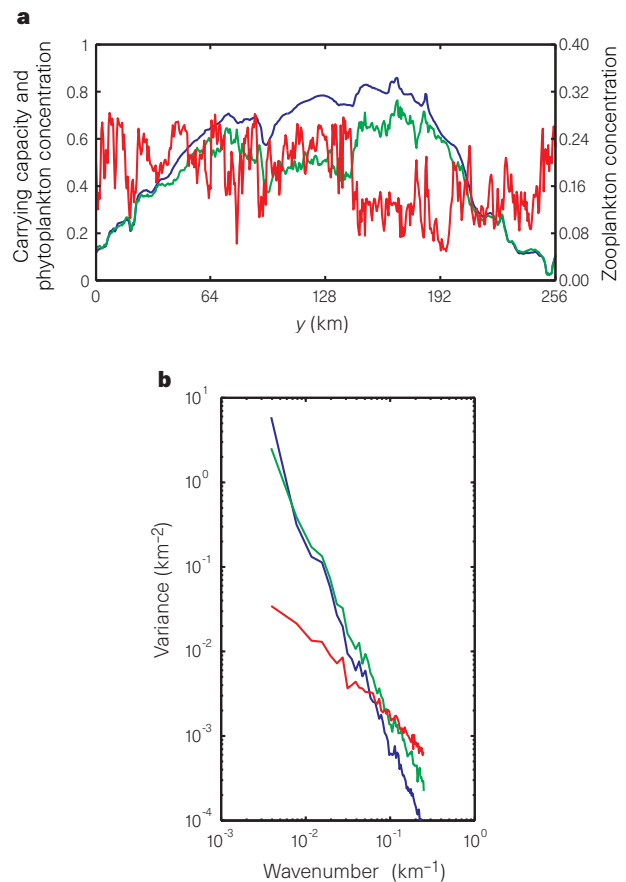 a
Carrying capacity and
phytoplankton concentration
1
0.8
0.6
0.4
0.2
0
0.40
0.32
0.24
0.16
0.08
0.00
Zooplankton concentration
0 64 128 192 256
y (km)
b
Variance (km⁻²)
10¹
10⁰
10⁻¹
10⁻²
10⁻³
10⁻⁴
10⁻³ 10⁻² 10⁻¹ 10⁰
Wavenumber (km⁻¹)